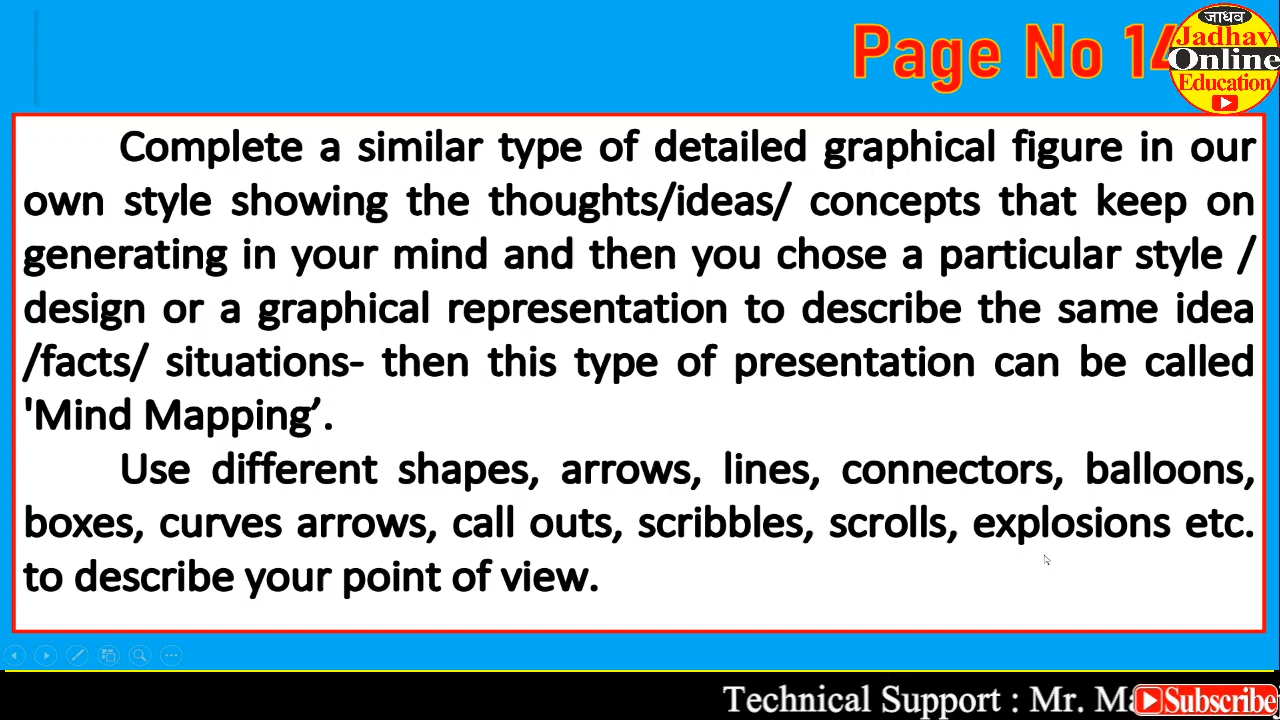 Page No 14
जाधव
Jadhav
Online
Education
Complete a similar type of detailed graphical figure in our
own style showing the thoughts/ideas/ concepts that keep on
generating in your mind and then you chose a particular style /
design or a graphical representation to describe the same idea
/facts/ situations- then this type of presentation can be called
'Mind Mapping’.
Use different shapes, arrows, lines, connectors, balloons,
boxes, curves arrows, call outs, scribbles, scrolls, explosions etc.
to describe your point of view.
Technical Support : Mr.
Subscribe